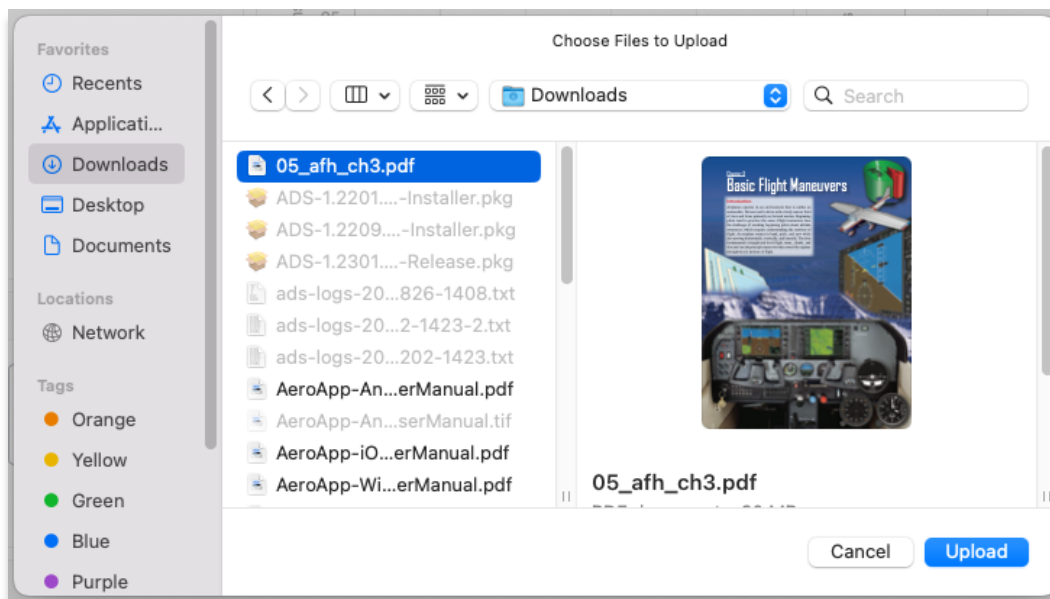 Choose Files to Upload
Favorites
Recents
Applicati...
Downloads
Desktop
Documents
Locations
Network
Tags
Orange
Yellow
Green
Blue
Purple
Downloads
Search
05_afh_ch3.pdf
ADS-1.2201....-Installer.pkg
ADS-1.2209....-Installer.pkg
ADS-1.2301....-Release.pkg
ads-logs-20...826-1408.txt
ads-logs-20...2-1423-2.txt
ads-logs-20...202-1423.txt
AeroApp-An...erManual.pdf
AeroApp-An...serManual.tif
AeroApp-iO...erManual.pdf
AeroApp-Wi...erManual.pdf
Basic Flight Maneuvers
Introduction
05_afh_ch3.pdf
Cancel
Upload